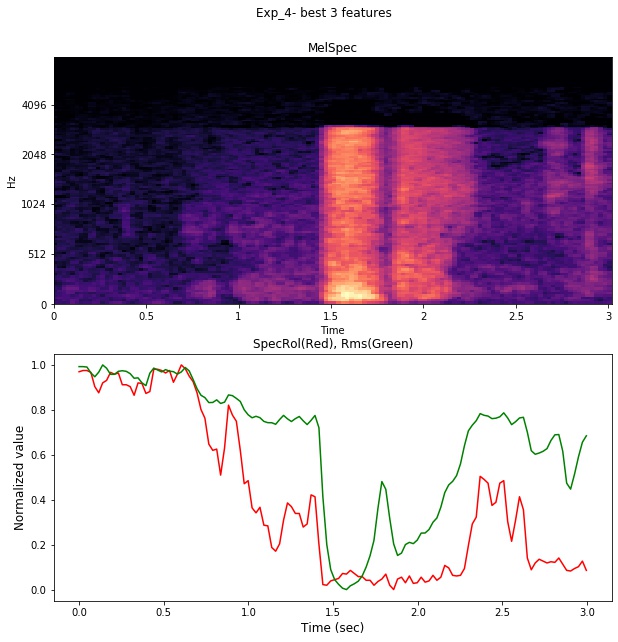 Exp_4- best 3 features
MelSpec
4096
2048
1024
512
0
Hz
0 0.5 1 1.5 2 2.5 3
Time
SpecRol(Red), Rms(Green)
1.0
0.8
0.6
0.4
0.2
0.0
Normalized value
0.0 0.5 1.0 1.5 2.0 2.5 3.0
Time (sec)